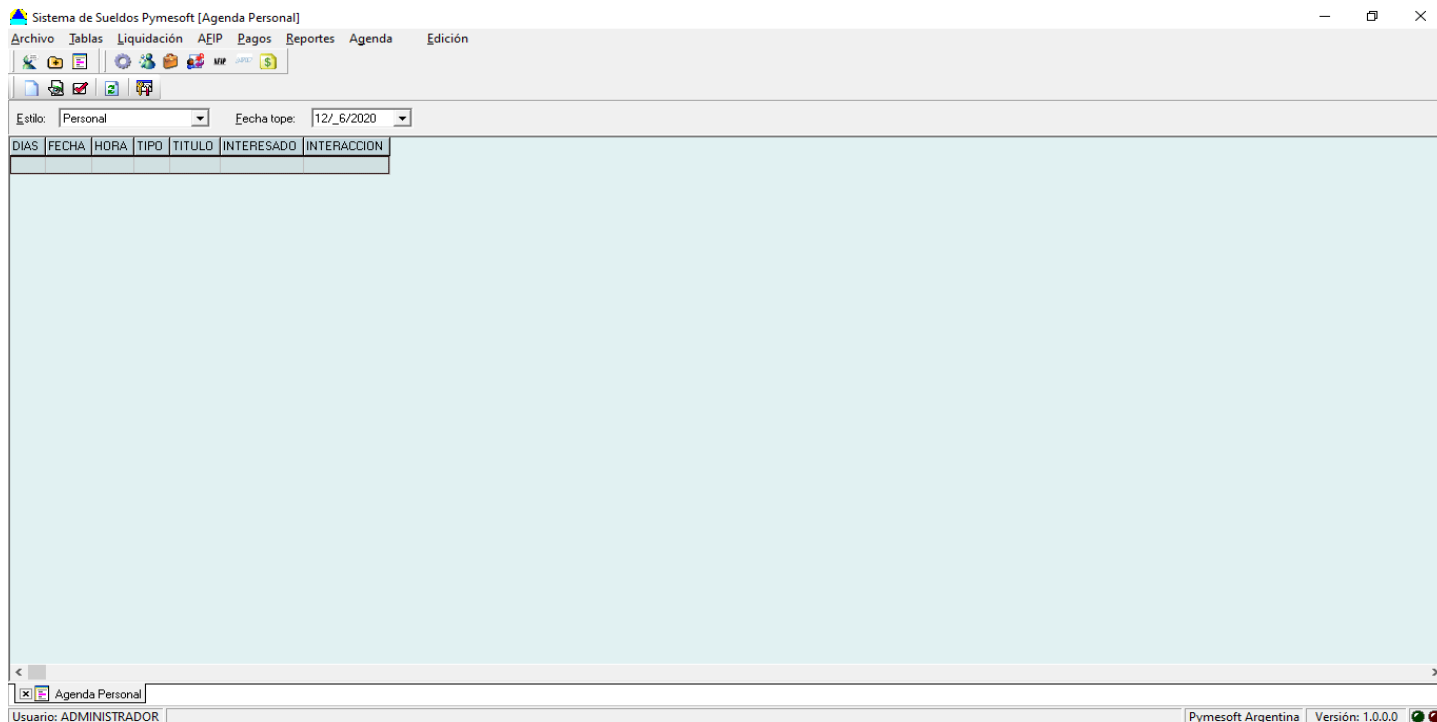 Sistema de Sueldos Pymesoft [Agenda Personal]
Archivo Tablas Liquidación AFIP Pagos Reportes Agenda Edición
AFIP
Estilo: Personal Fecha tope: 12/_6/2020
DIAS FECHA HORA TIPO TITULO INTERESADO INTERACCION
Agenda Personal
Usuario: ADMINISTRADOR Pymesoft Argentina Versión: 1.0.0.0